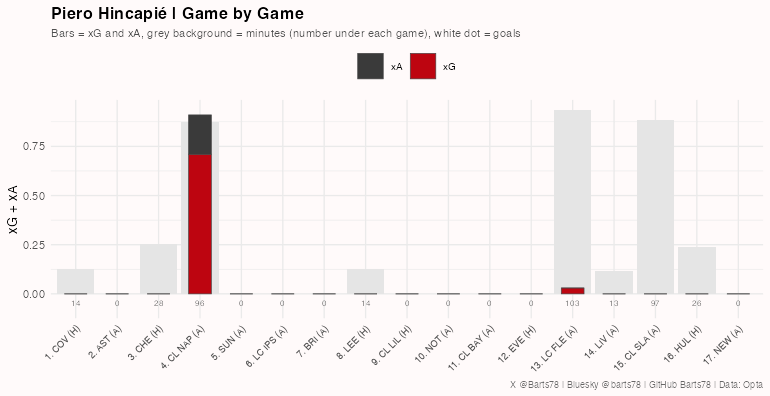 Piero Hincapié | Game by Game
Bars = xG and xA, grey background = minutes (number under each game), white dot = goals
xA xG
xG + xA
0.75
0.50
0.25
0.00
14 0 28 96 0 0 0 14 0 0 0 0 103 13 97 26 0
1. COV (H)
2. AST (A)
3. CHE (H)
4. CL NAP (A)
5. SUN (A)
6. LC IPS (A)
7. BRI (A)
8. LEE (H)
9. CL LIL (H)
10. NOT (A)
11. CL BAY (A)
12. EVE (H)
13. LC FLE (A)
14. LIV (A)
15. CL SLA (A)
16. HUL (H)
17. NEW (A)
X @Barts78 | Bluesky @barts78 | GitHub Barts78 | Data: Opta